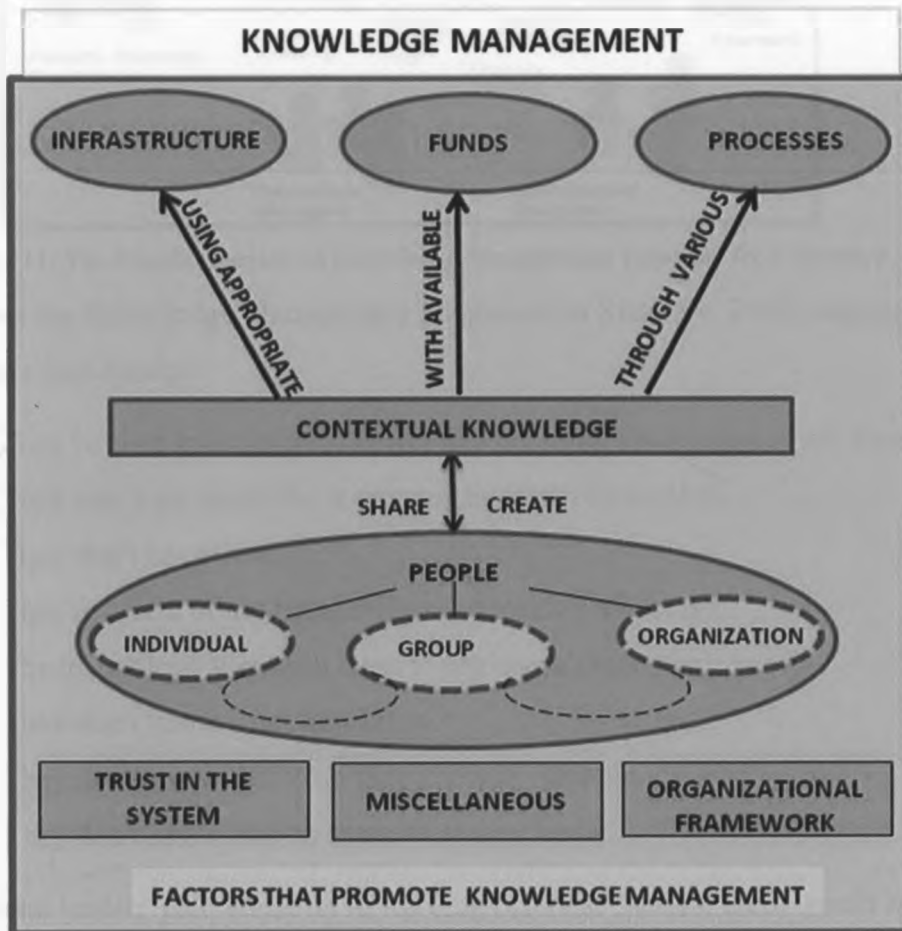 KNOWLEDGE MANAGEMENT
INFRASTRUCTURE
FUNDS
PROCESSES
USING APPROPRIATE
WITH AVAILABLE
THROUGH VARIOUS
CONTEXTUAL KNOWLEDGE
SHARE
CREATE
PEOPLE
INDIVIDUAL
GROUP
ORGANIZATION
TRUST IN THE
SYSTEM
MISCELLANEOUS
ORGANIZATIONAL
FRAMEWORK
FACTORS THAT PROMOTE KNOWLEDGE MANAGEMENT